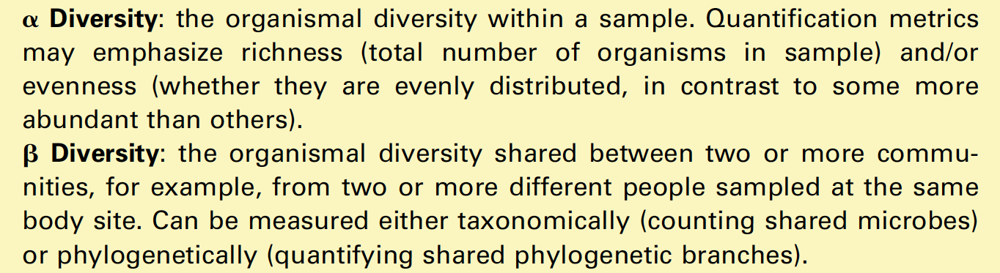 α Diversity: the organismal diversity within a sample. Quantification metrics
may emphasize richness (total number of organisms in sample) and/or
evenness (whether they are evenly distributed, in contrast to some more
abundant than others).
β Diversity: the organismal diversity shared between two or more commu-
nities, for example, from two or more different people sampled at the same
body site. Can be measured either taxonomically (counting shared microbes)
or phylogenetically (quantifying shared phylogenetic branches).